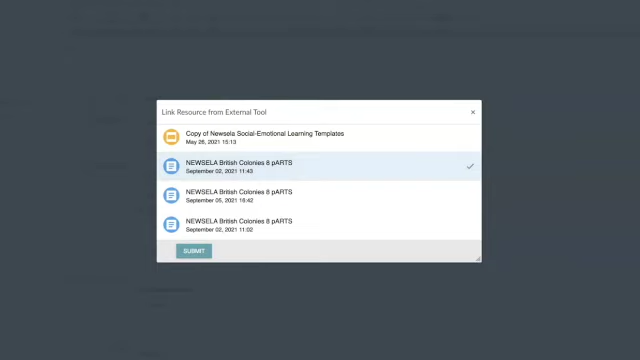 Link Resource from External Tool
×
Copy of Newsela Social-Emotional Learning Templates
May 26, 2021 15:13
NEWSELA British Colonies 8 pARTS
September 02, 2021 11:43
NEWSELA British Colonies 8 pARTS
September 05, 2021 16:42
NEWSELA British Colonies 8 pARTS
September 02, 2021 11:02
SUBMIT